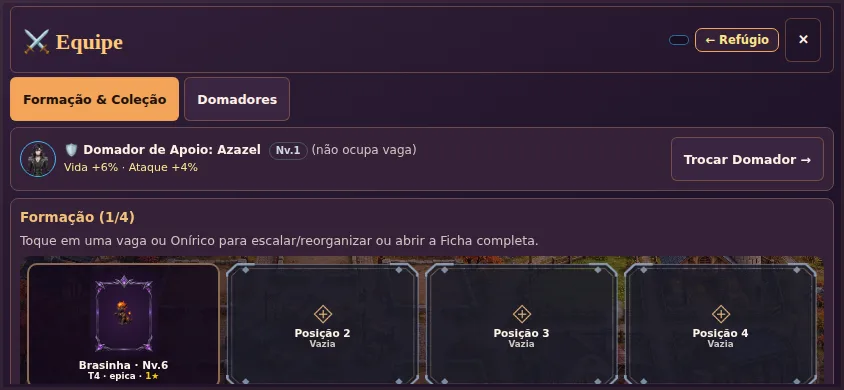 ⚔️ Equipe
← Refúgio
×
Formação & Coleção
Domadores
🛡️ Domador de Apoio: Azazel Nv.1 (não ocupa vaga)
Vida +6% · Ataque +4%
Trocar Domador →
Formação (1/4)
Toque em uma vaga ou Onírico para escalar/reorganizar ou abrir a Ficha completa.
Brasinha · Nv.6
T4 · epica · 1★
Posição 2
Vazia
Posição 3
Vazia
Posição 4
Vazia